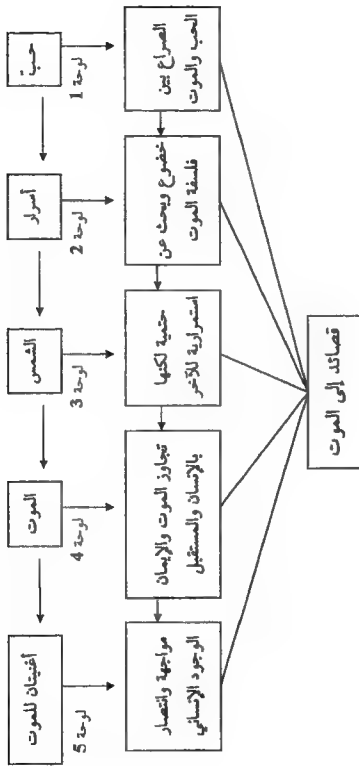 حبّ
لوحة 1
أسرار
لوحة 2
الشمس
لوحة 3
الموت
لوحة 4
أغنيتان للموت
لوحة 5
الصراع بين
الحب والموت
خضوع وبحث عن
فلسفة الموت
حتمية لكنها
استمرارية للآخر
تجاوز الموت والإيمان
بالإنسان والمستقبل
مواجهة وانتصار
الوجود الإنساني
قصائد إلى الموت